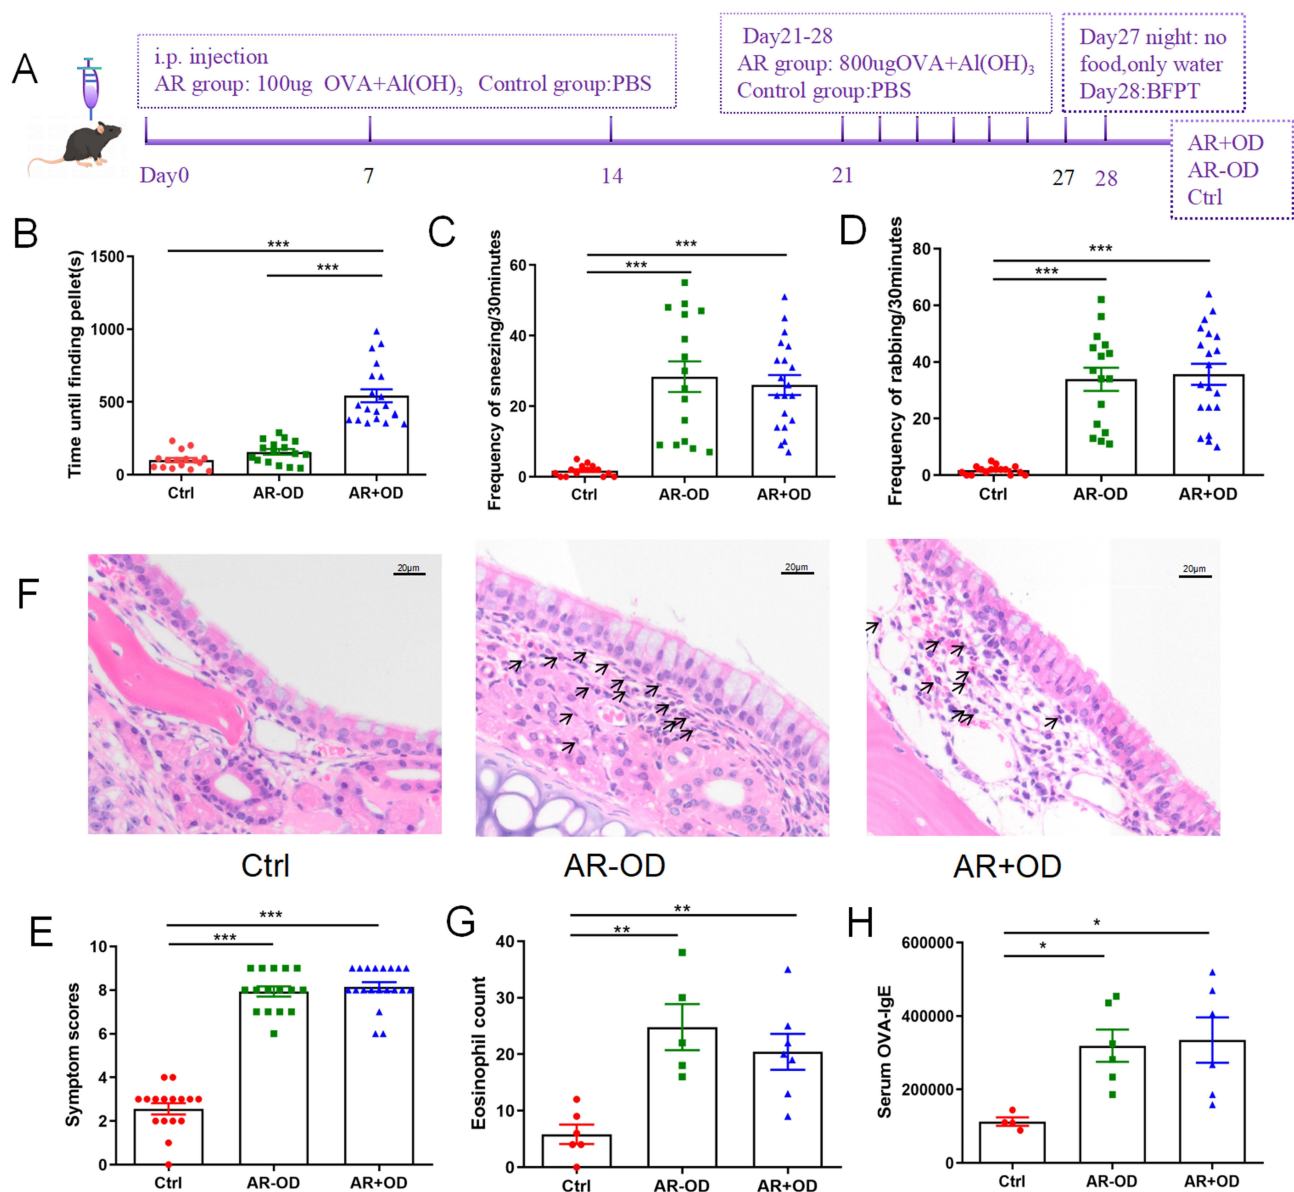 A
i.p. injection
AR group: 100ug OVA+Al(OH)3 Control group:PBS
Day21-28
AR group: 800ugOVA+Al(OH)3
Control group:PBS
Day27 night: no
food,only water
Day28:BFPT
Day0 7 14 21 27 28
AR+OD
AR-OD
Ctrl
B
Time until finding pellet(s)
1500
1000
500
0
***
***
Ctrl AR-OD AR+OD
C
Frequency of sneezing/30minutes
60
40
20
0
***
***
Ctrl AR-OD AR+OD
D
Frequency of rabbing/30minutes
80
60
40
20
0
***
***
Ctrl AR-OD AR+OD
F
20μm
20μm
20μm
Ctrl AR-OD AR+OD
E
Symptom scores
10
8
6
4
2
0
***
***
Ctrl AR-OD AR+OD
G
Eosinophil count
40
30
20
10
0
**
**
Ctrl AR-OD AR+OD
H
Serum OVA-IgE
600000
400000
200000
0
*
*
Ctrl AR-OD AR+OD